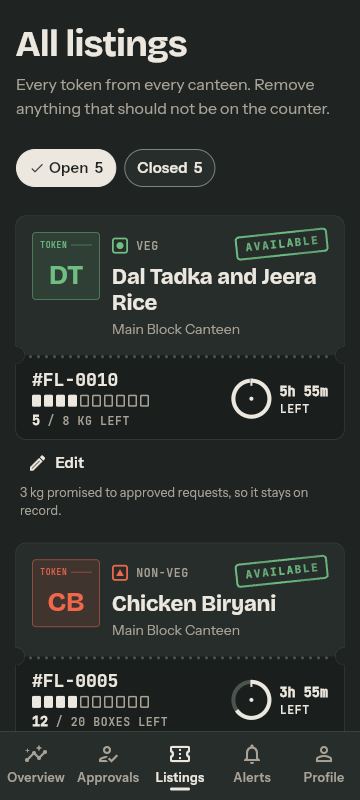 All listings
Every token from every canteen. Remove
anything that should not be on the counter.
Open 5
Closed 5
TOKEN
DT
VEG
AVAILABLE
Dal Tadka and Jeera
Rice
Main Block Canteen
#FL-0010
5 / 8 KG LEFT
5h 55m
LEFT
Edit
3 kg promised to approved requests, so it stays on
record.
TOKEN
CB
NON-VEG
AVAILABLE
Chicken Biryani
Main Block Canteen
#FL-0005
12 / 20 BOXES LEFT
3h 55m
LEFT
Overview
Approvals
Listings
Alerts
Profile